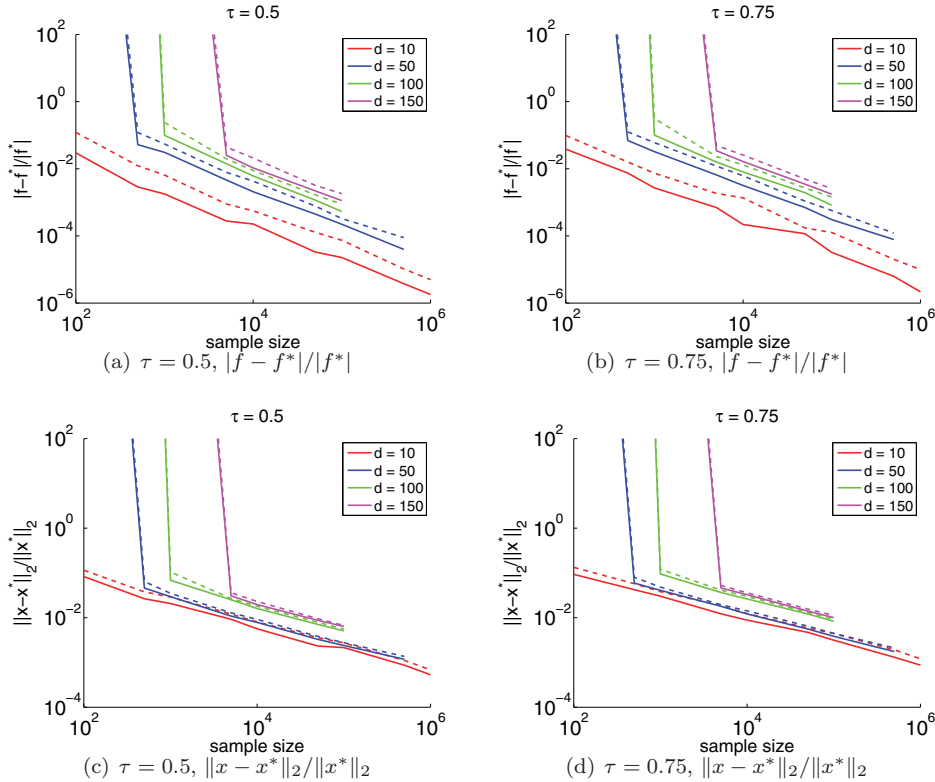 τ = 0.5
10^2
10^0
10^-2
10^-4
10^-6
|f−f*|/|f*|
d = 10
d = 50
d = 100
d = 150
10^2
10^4
10^6
sample size
(a) τ = 0.5, |f − f*|/|f*|
τ = 0.75
10^2
10^0
10^-2
10^-4
10^-6
|f−f*|/|f*|
d = 10
d = 50
d = 100
d = 150
10^2
10^4
10^6
sample size
(b) τ = 0.75, |f − f*|/|f*|
τ = 0.5
10^2
10^0
10^-2
10^-4
||x−x*||_2/||x*||_2
d = 10
d = 50
d = 100
d = 150
10^2
10^4
10^6
sample size
(c) τ = 0.5, ‖x − x*‖_2/‖x*‖_2
τ = 0.75
10^2
10^0
10^-2
10^-4
||x−x*||_2/||x*||_2
d = 10
d = 50
d = 100
d = 150
10^2
10^4
10^6
sample size
(d) τ = 0.75, ‖x − x*‖_2/‖x*‖_2